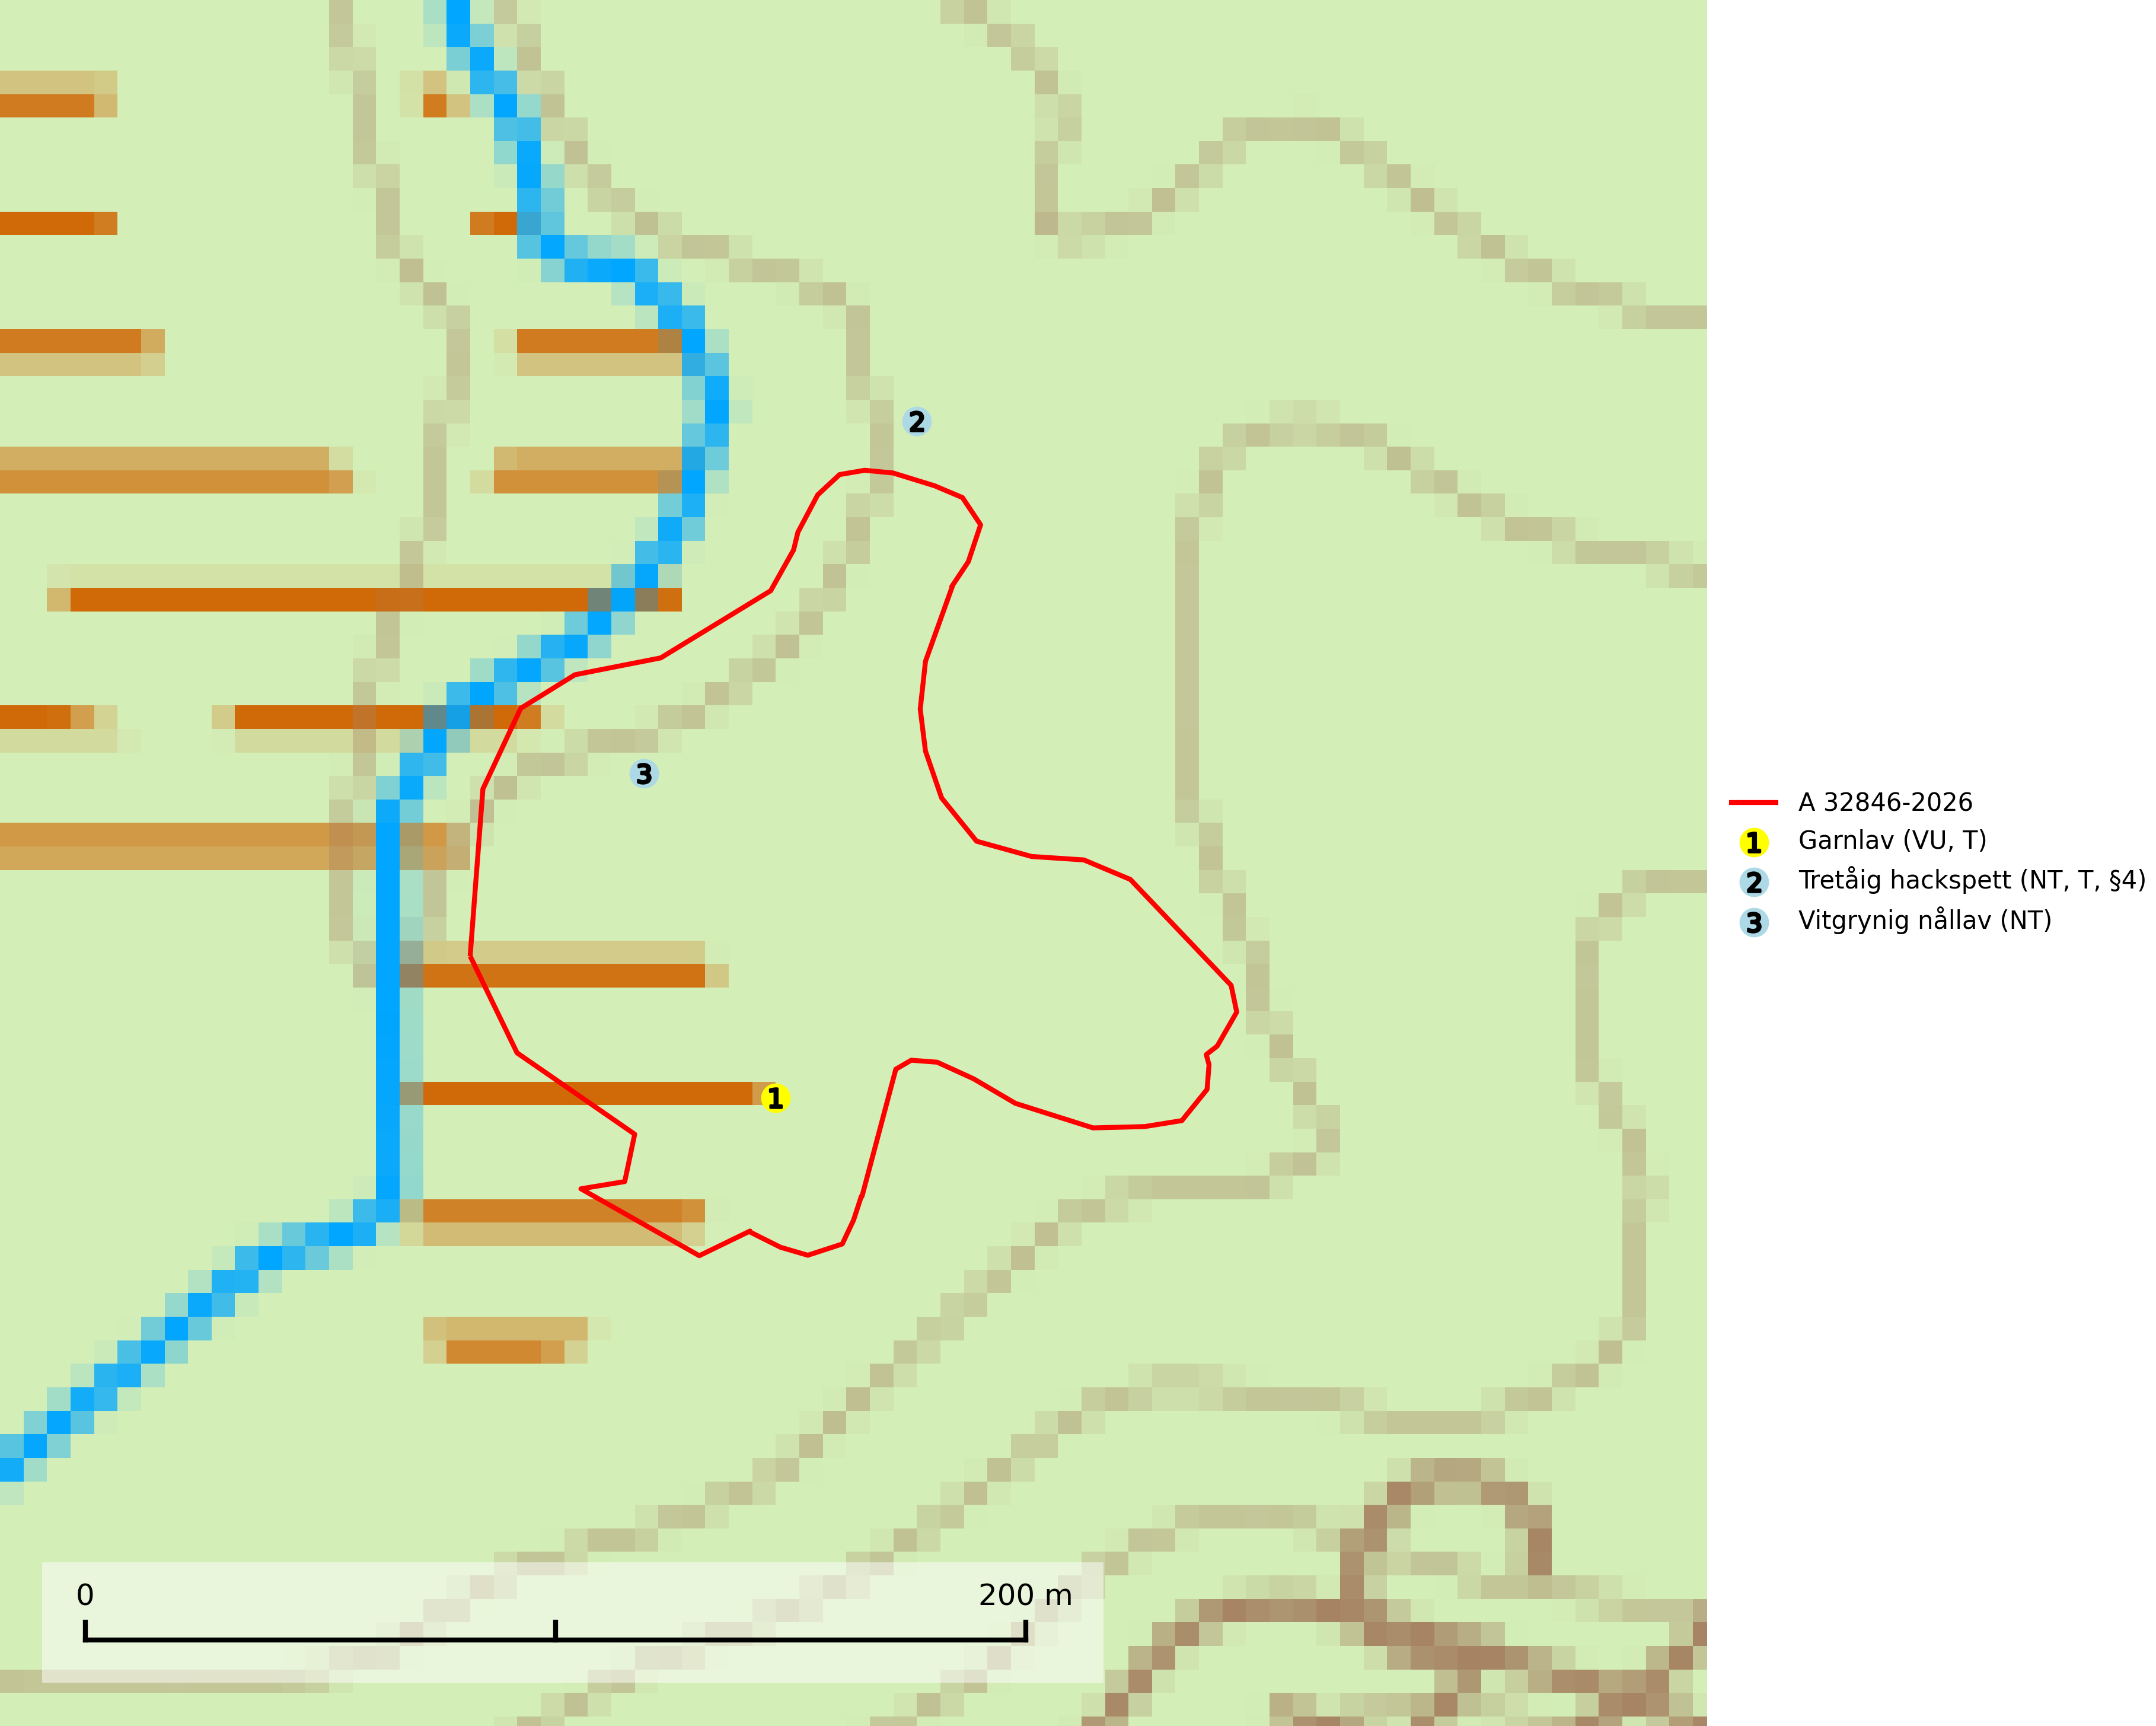 2
3
1
A 32846-2026
1 Garnlav (VU, T)
2 Tretåig hackspett (NT, T, §4)
3 Vitgrynig nållav (NT)
0 200 m